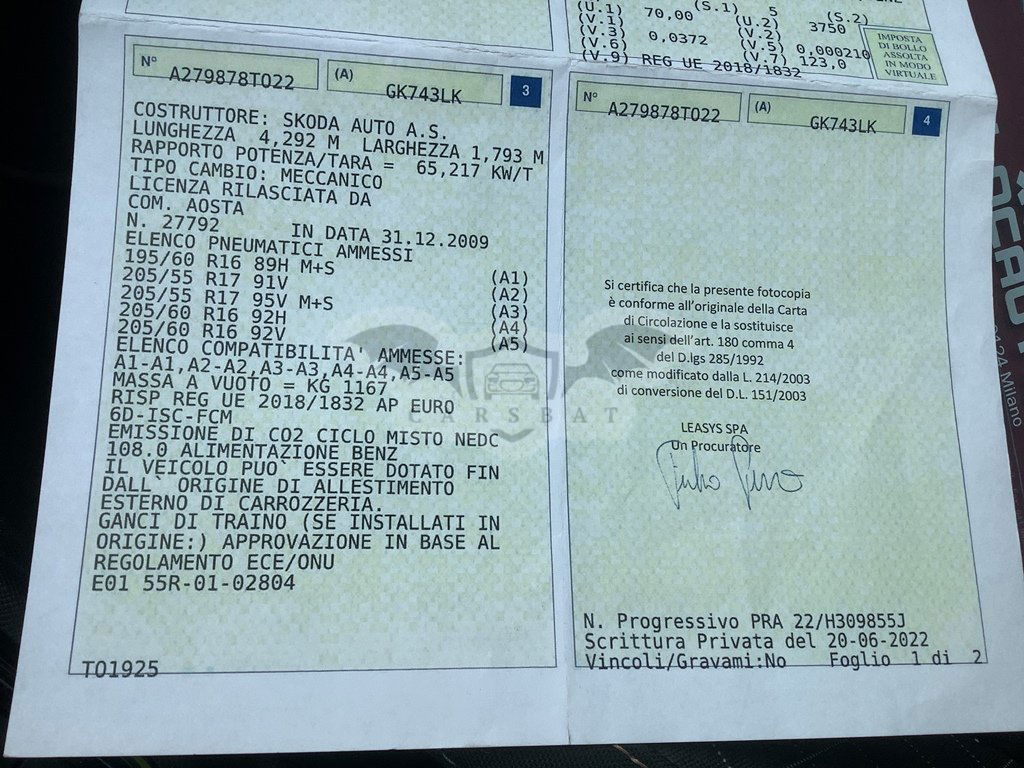 (U.1) 70,00 (S.1) 5 (S.2)
(V.1) (U.2) 3750
(V.3) 0,0372 (V.2)
(V.6) (V.5) 0,000210
(V.9) REG UE 2018/1832 (V.7) 123,0
IMPOSTA
DI BOLLO
ASSOLTA
IN MODO
VIRTUALE
N° A279878TO22 (A) GK743LK 3
COSTRUTTORE: SKODA AUTO A.S.
LUNGHEZZA 4,292 M LARGHEZZA 1,793 M
RAPPORTO POTENZA/TARA = 65,217 KW/T
TIPO CAMBIO: MECCANICO
LICENZA RILASCIATA DA
COM. AOSTA
N. 27792 IN DATA 31.12.2009
ELENCO PNEUMATICI AMMESSI
195/60 R16 89H M+S (A1)
205/55 R17 91V (A2)
205/55 R17 95V M+S (A3)
205/60 R16 92H (A4)
205/60 R16 92V (A5)
ELENCO COMPATIBILITA' AMMESSE:
A1-A1,A2-A2,A3-A3,A4-A4,A5-A5
MASSA A VUOTO = KG 1167
RISP REG UE 2018/1832 AP EURO
6D-ISC-FCM
EMISSIONE DI CO2 CICLO MISTO NEDC
108.0 ALIMENTAZIONE BENZ
IL VEICOLO PUO` ESSERE DOTATO FIN
DALL` ORIGINE DI ALLESTIMENTO
ESTERNO DI CARROZZERIA.
GANCI DI TRAINO (SE INSTALLATI IN
ORIGINE:) APPROVAZIONE IN BASE AL
REGOLAMENTO ECE/ONU
E01 55R-01-02804
TO1925
N° A279878TO22 (A) GK743LK 4
Si certifica che la presente fotocopia
è conforme all'originale della Carta
di Circolazione e la sostituisce
ai sensi dell'art. 180 comma 4
del D.lgs 285/1992
come modificato dalla L. 214/2003
di conversione del D.L. 151/2003
LEASYS SPA
Un Procuratore
N. Progressivo PRA 22/H309855J
Scrittura Privata del 20-06-2022
Vincoli/Gravami:No Foglio 1 di 2
CARSBAT
Milano